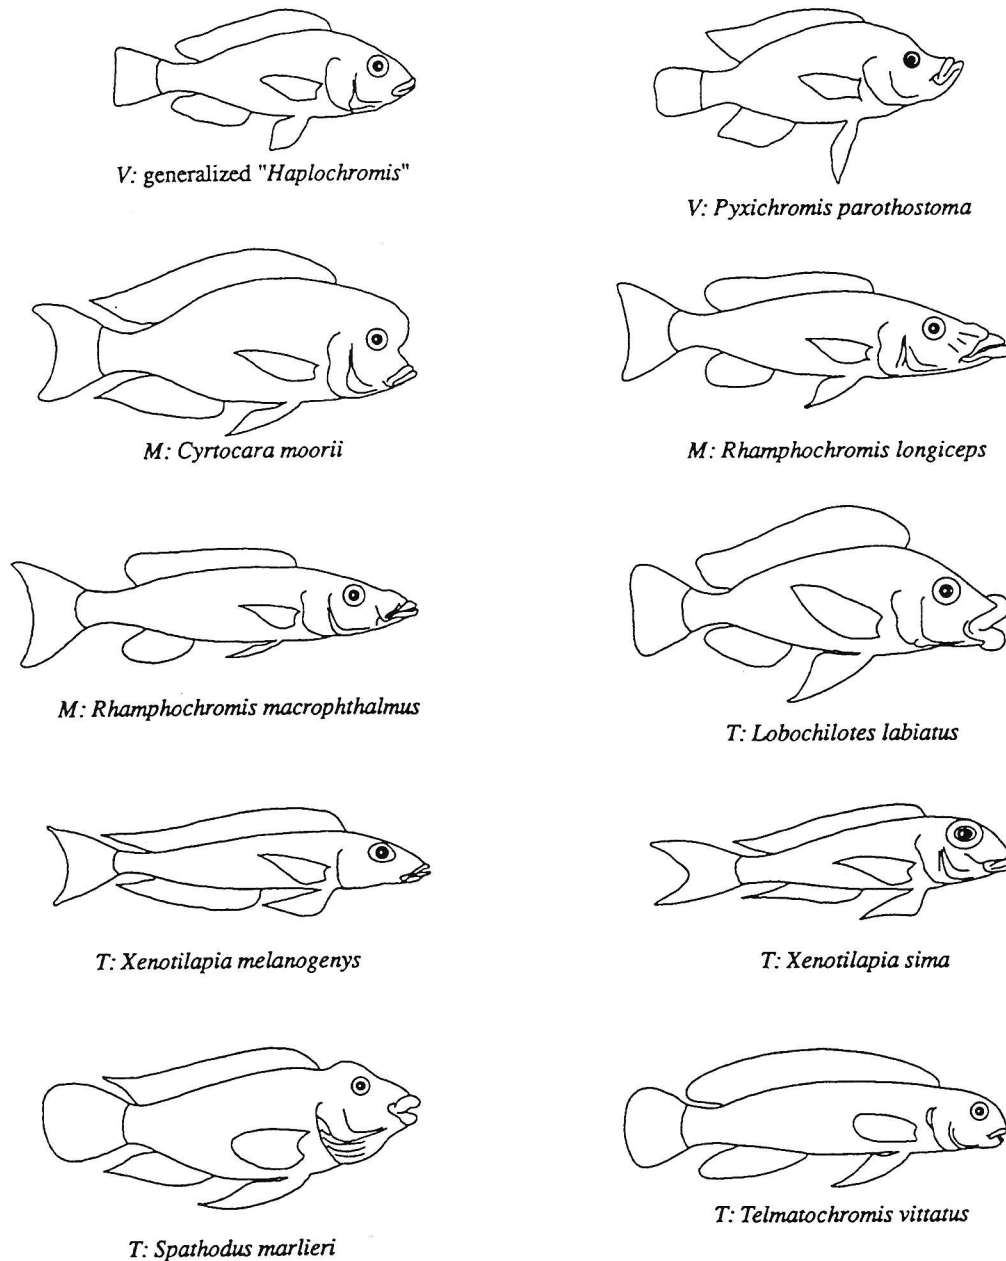 V: generalized "Haplochromis"
V: Pyxichromis parothostoma
M: Cyrtocara moorii
M: Rhamphochromis longiceps
M: Rhamphochromis macrophthalmus
T: Lobochilotes labiatus
T: Xenotilapia melanogenys
T: Xenotilapia sima
T: Spathodus marlieri
T: Telmatochromis vittatus